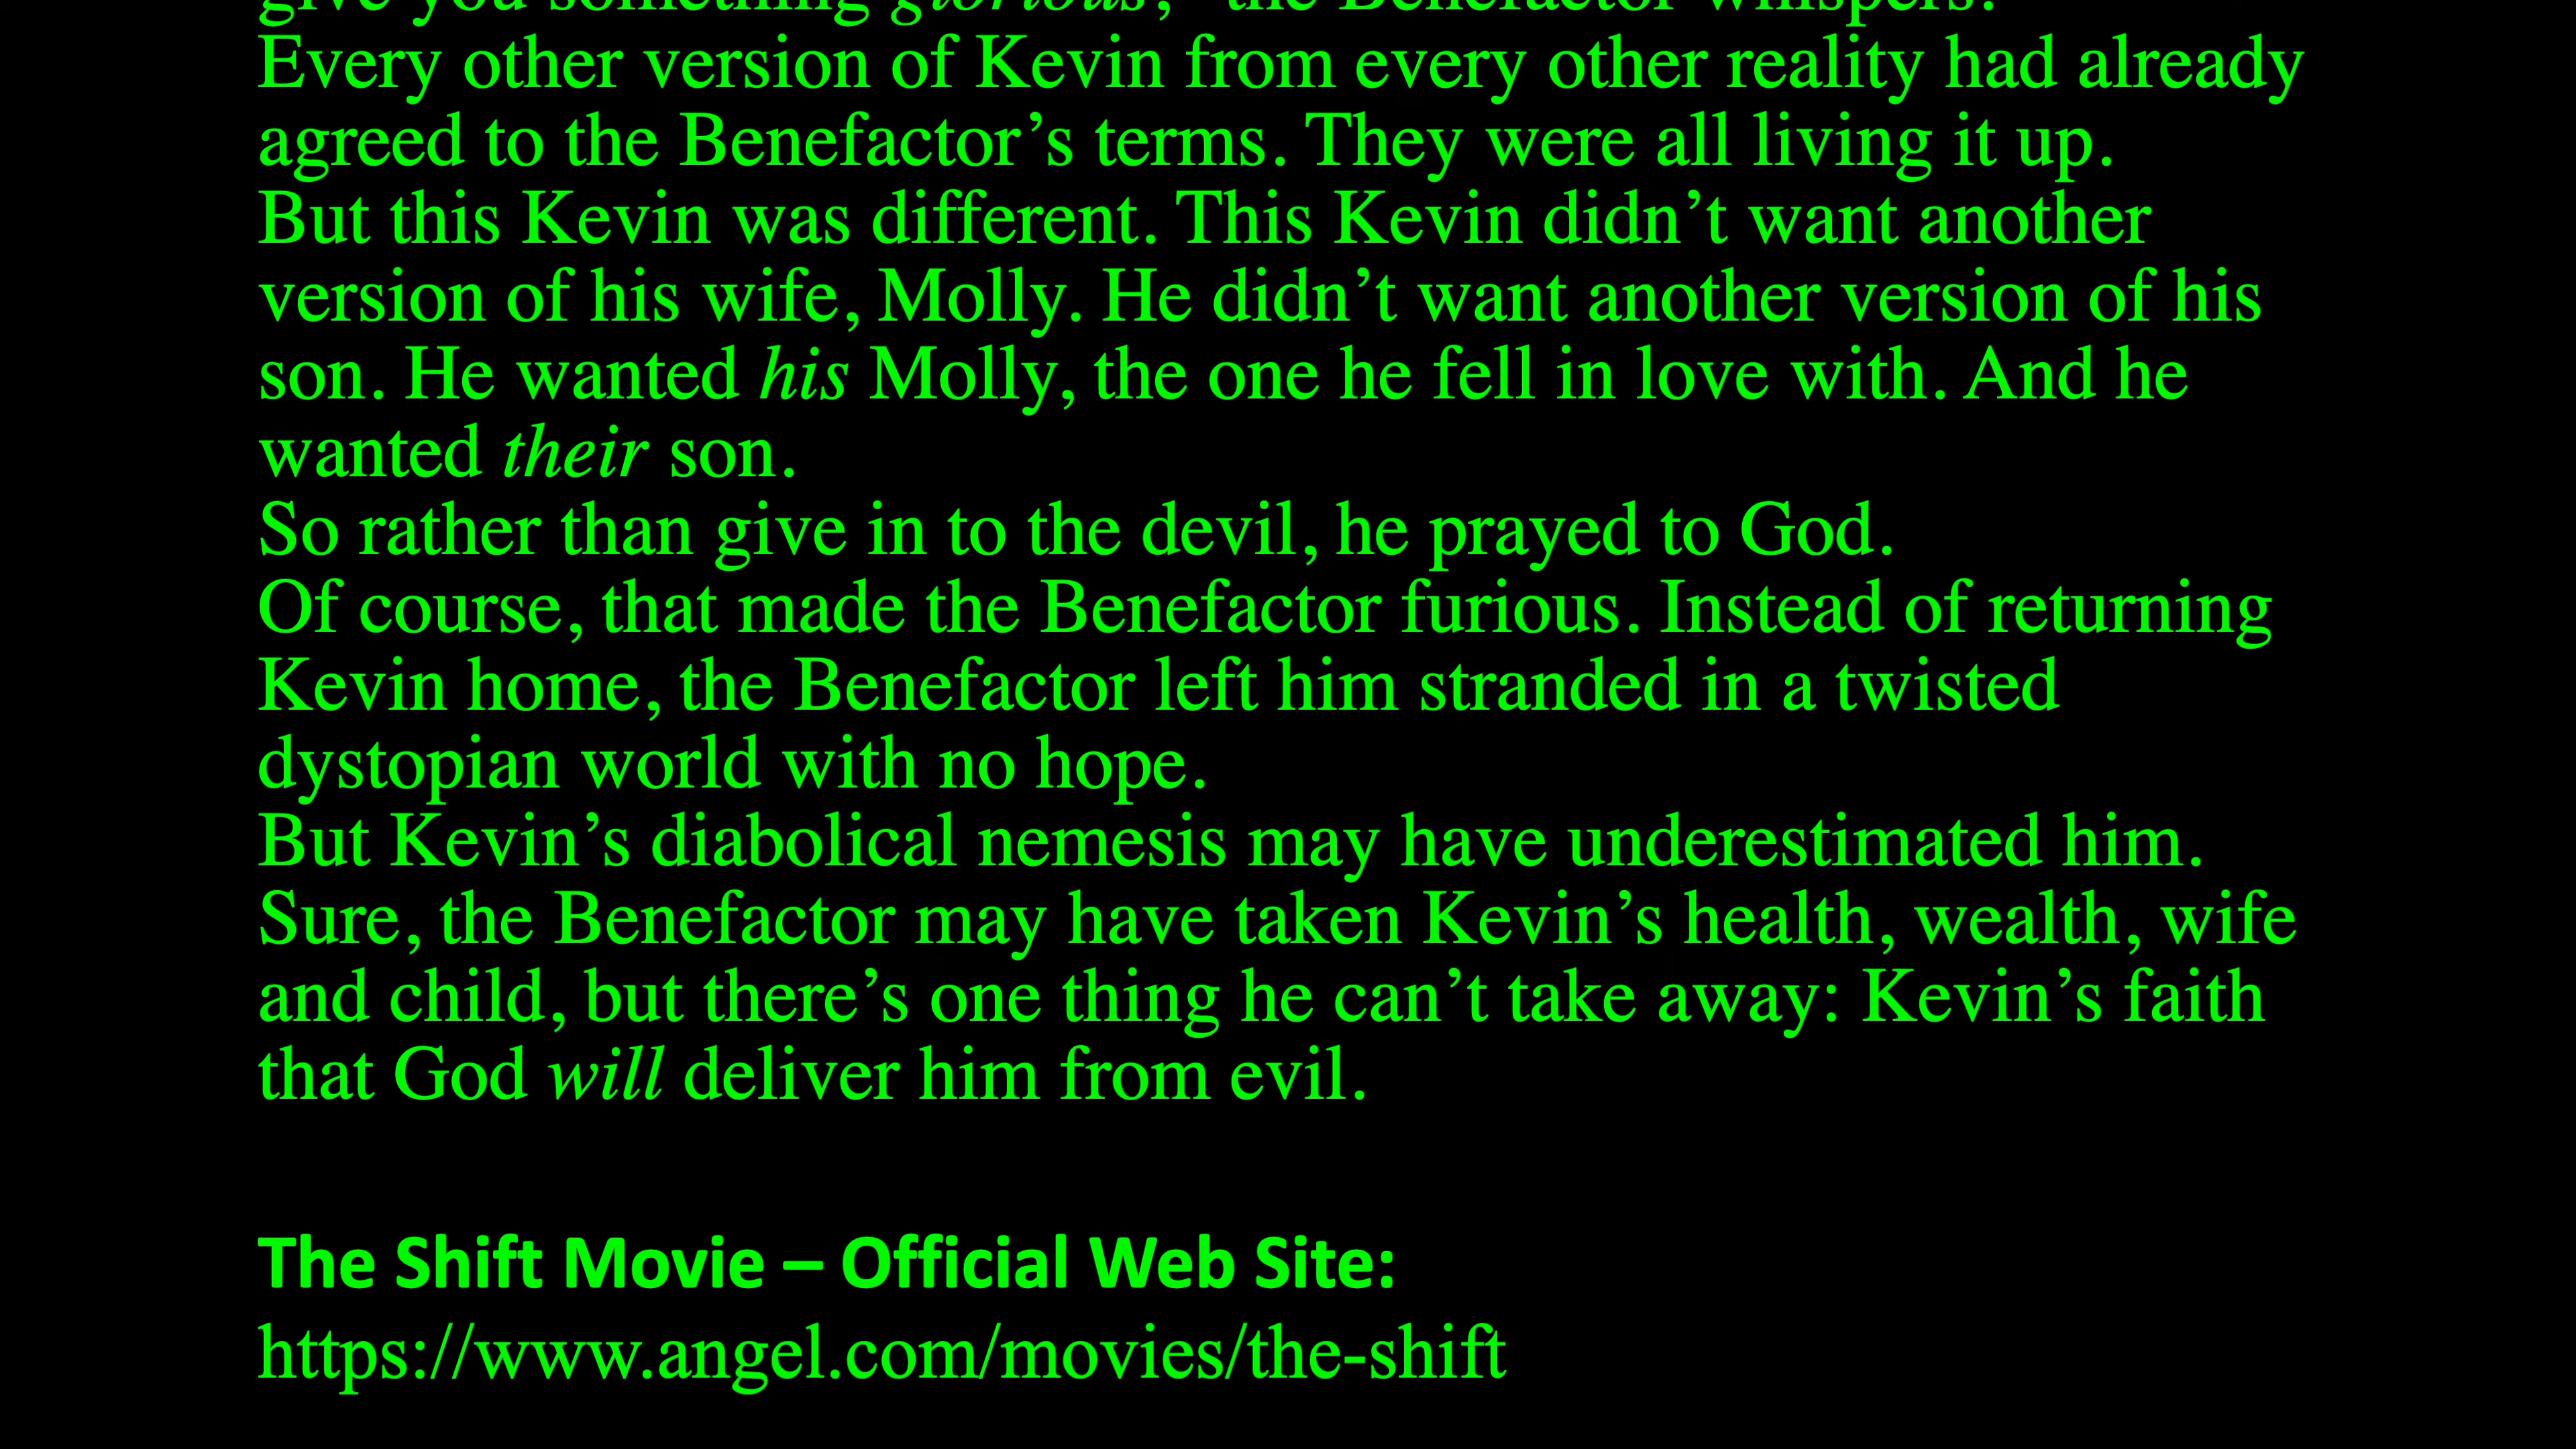 give you something glorious," the Benefactor whispers.
Every other version of Kevin from every other reality had already
agreed to the Benefactor’s terms. They were all living it up.
But this Kevin was different. This Kevin didn’t want another
version of his wife, Molly. He didn’t want another version of his
son. He wanted his Molly, the one he fell in love with. And he
wanted their son.
So rather than give in to the devil, he prayed to God.
Of course, that made the Benefactor furious. Instead of returning
Kevin home, the Benefactor left him stranded in a twisted
dystopian world with no hope.
But Kevin’s diabolical nemesis may have underestimated him.
Sure, the Benefactor may have taken Kevin’s health, wealth, wife
and child, but there’s one thing he can’t take away: Kevin’s faith
that God will deliver him from evil.
The Shift Movie – Official Web Site:
https://www.angel.com/movies/the-shift